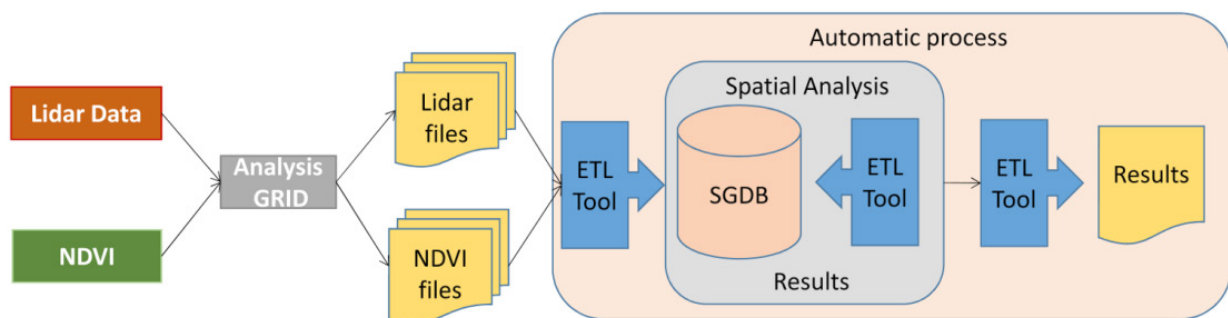 Automatic process
Lidar Data
NDVI
Analysis
GRID
Lidar
files
NDVI
files
ETL
Tool
Spatial Analysis
SGDB
ETL
Tool
Results
ETL
Tool
Results